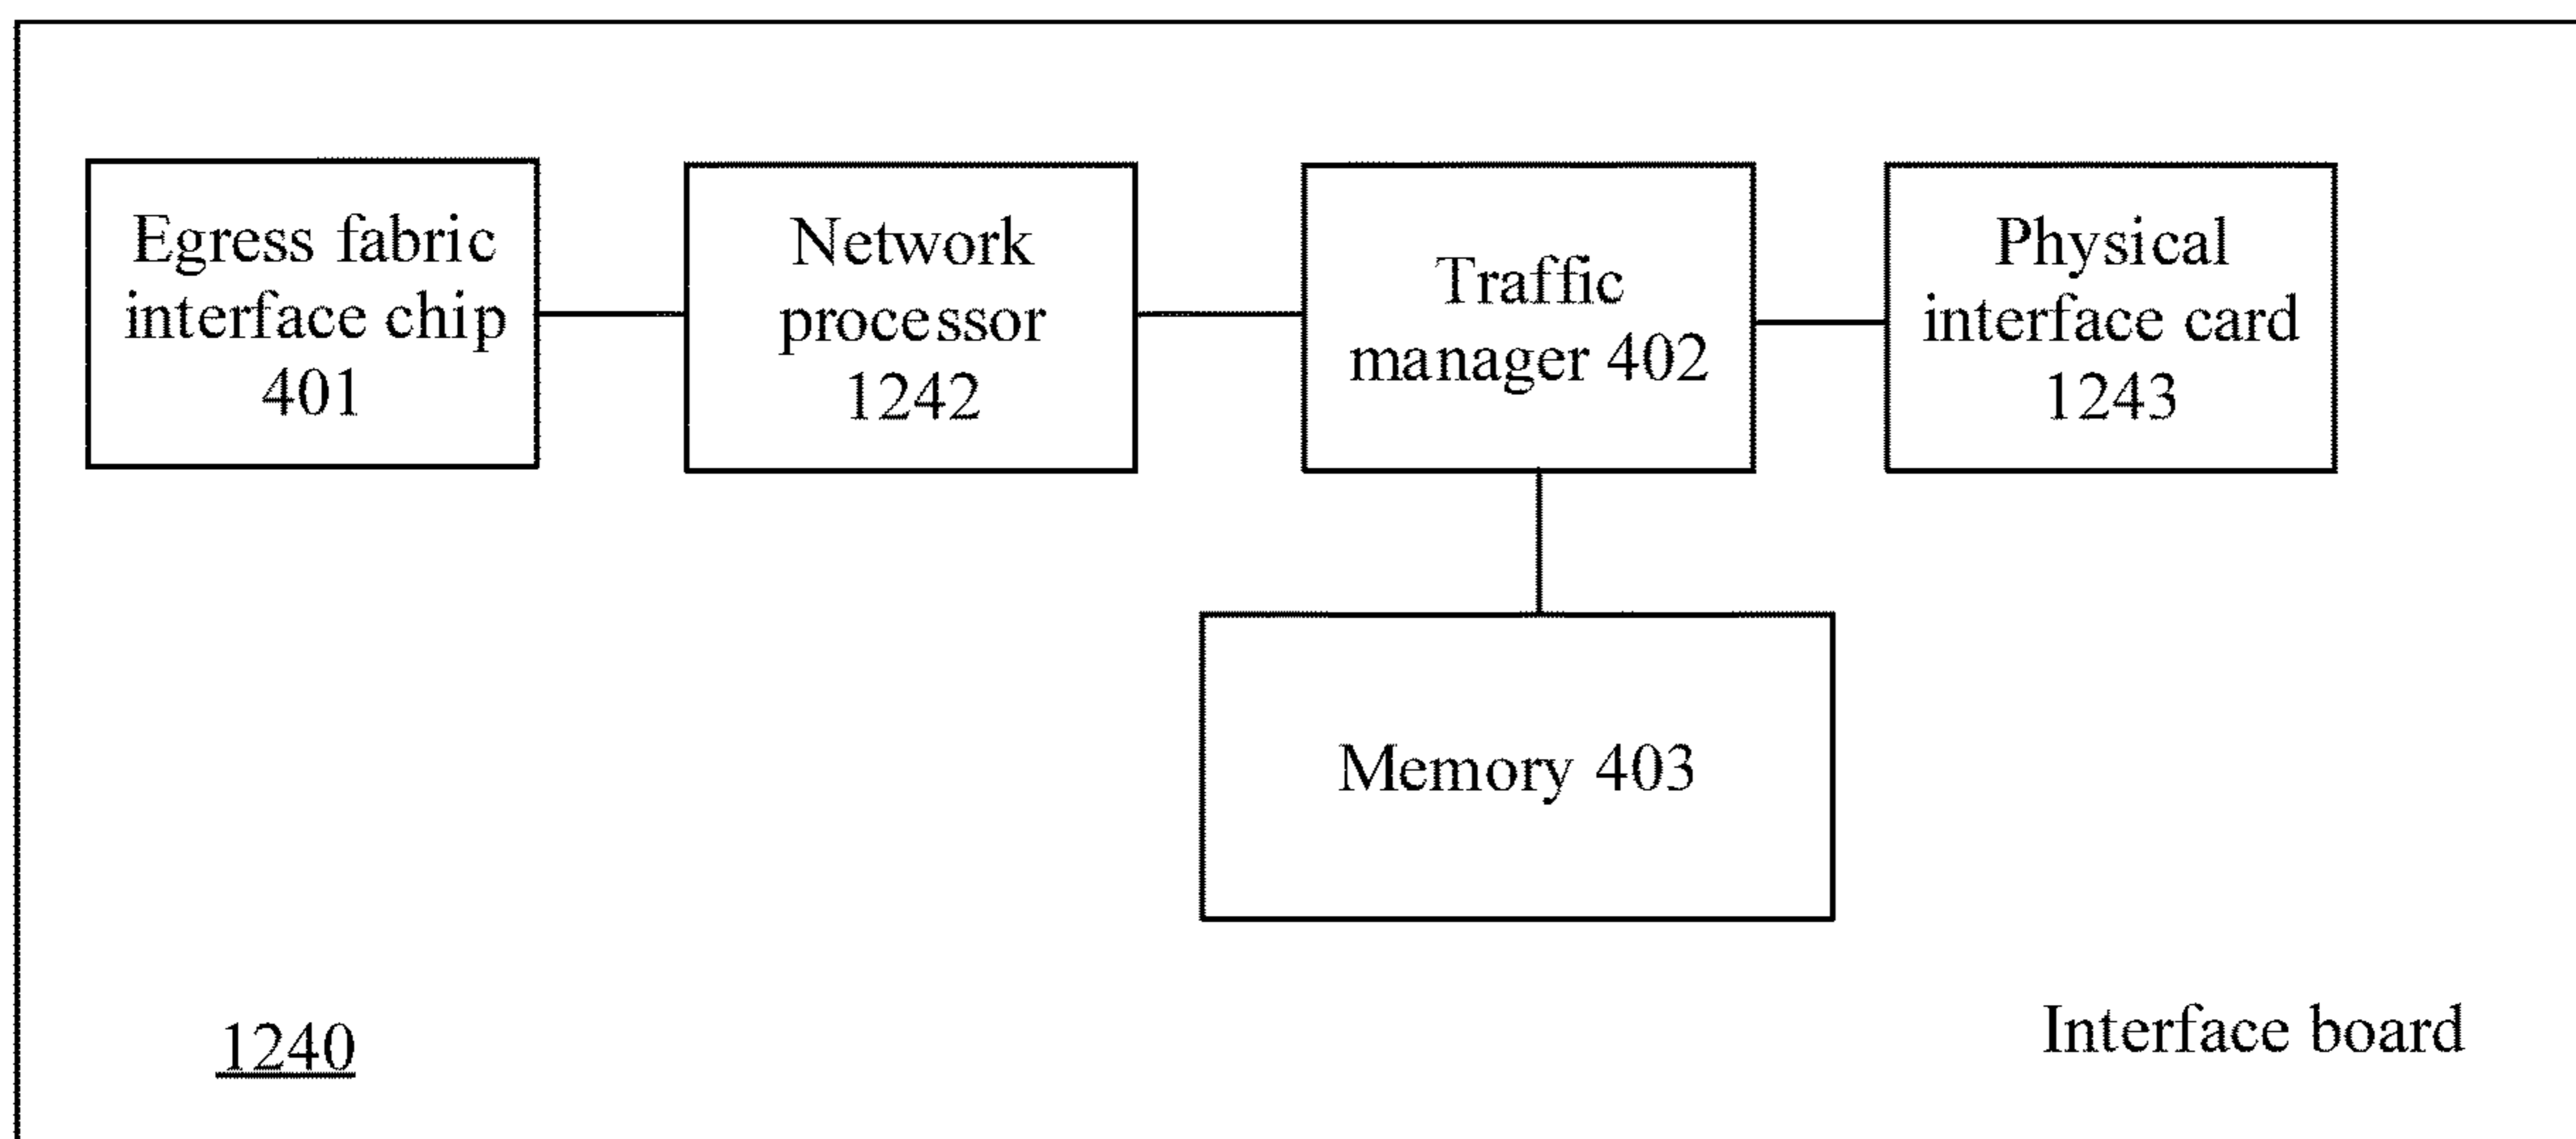 Egress fabric
interface chip
401
Network
processor
1242
Traffic
manager 402
Physical
interface card
1243
Memory 403
1240
Interface board